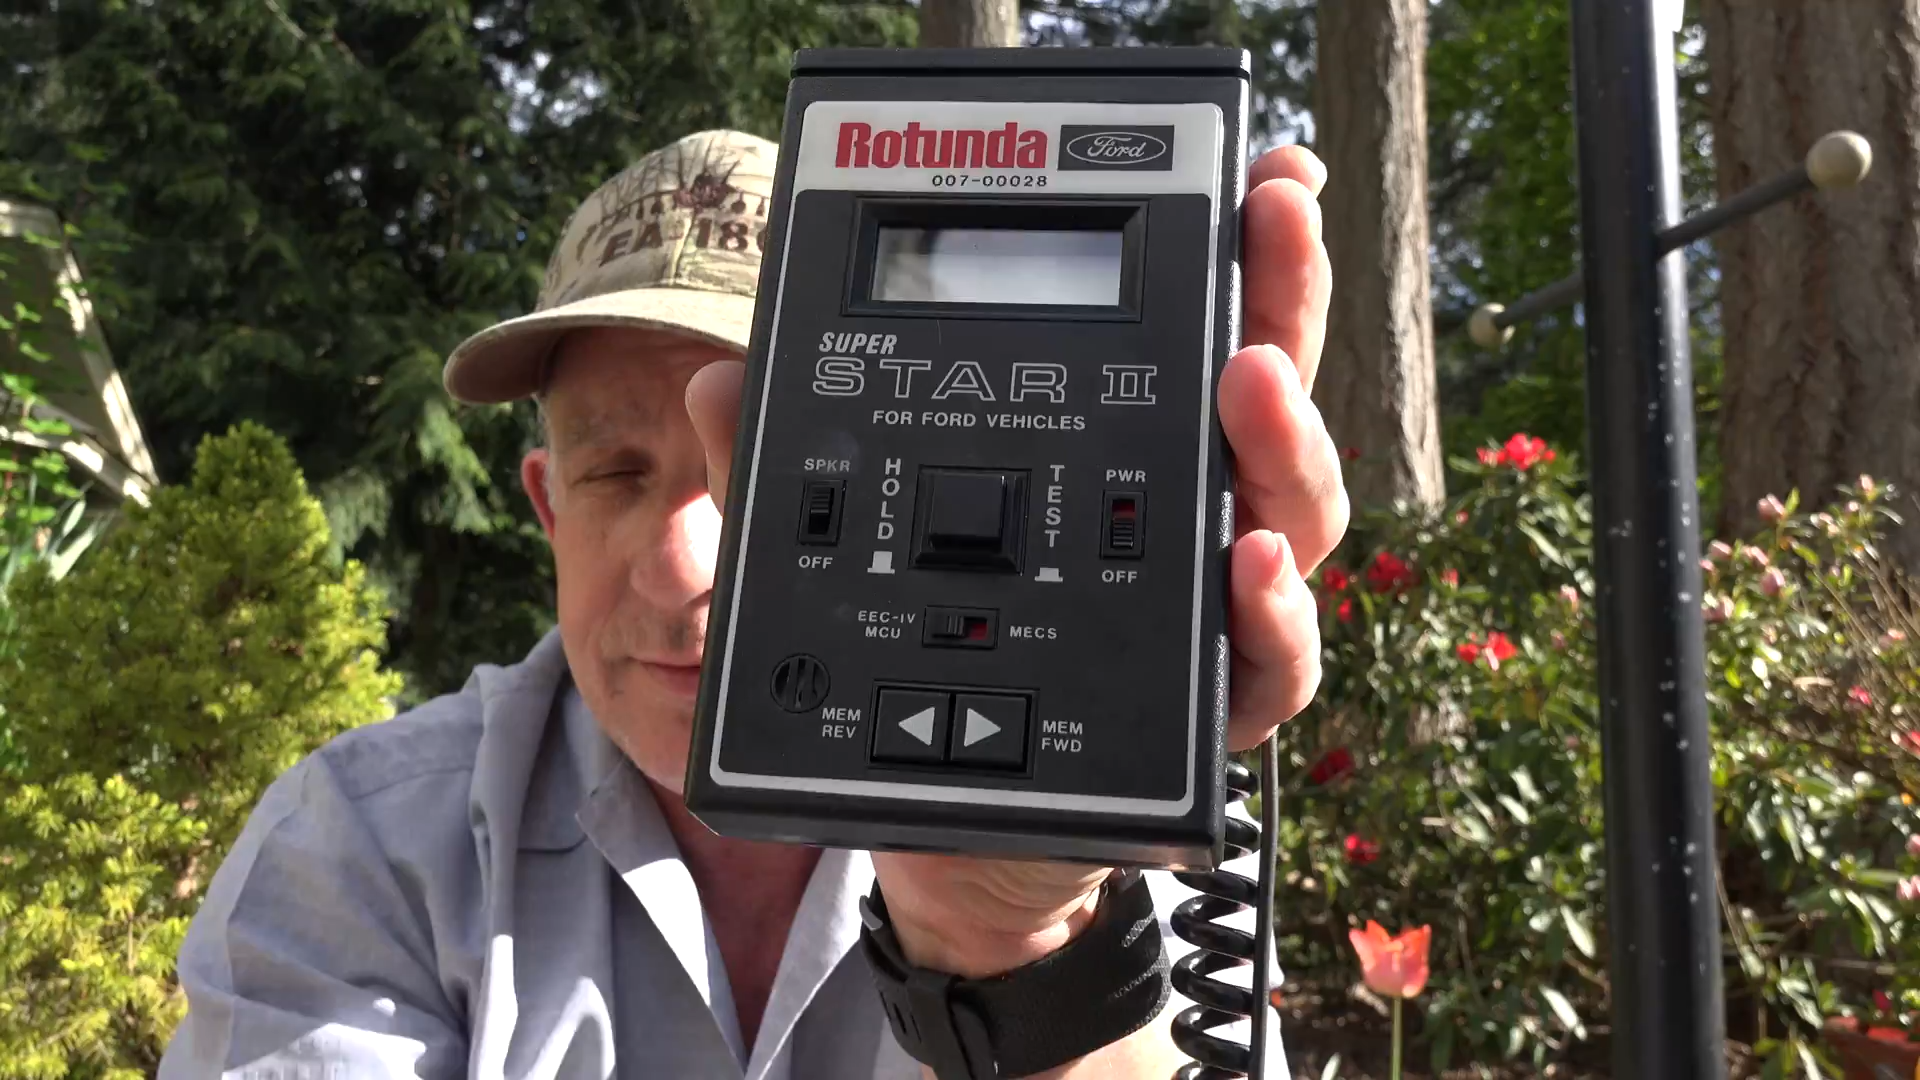 Rotunda Ford
007-00028
SUPER
STAR II
FOR FORD VEHICLES
SPKR
HOLD
TEST
PWR
OFF
OFF
EEC-IV
MCU
MECS
MEM
REV
MEM
FWD